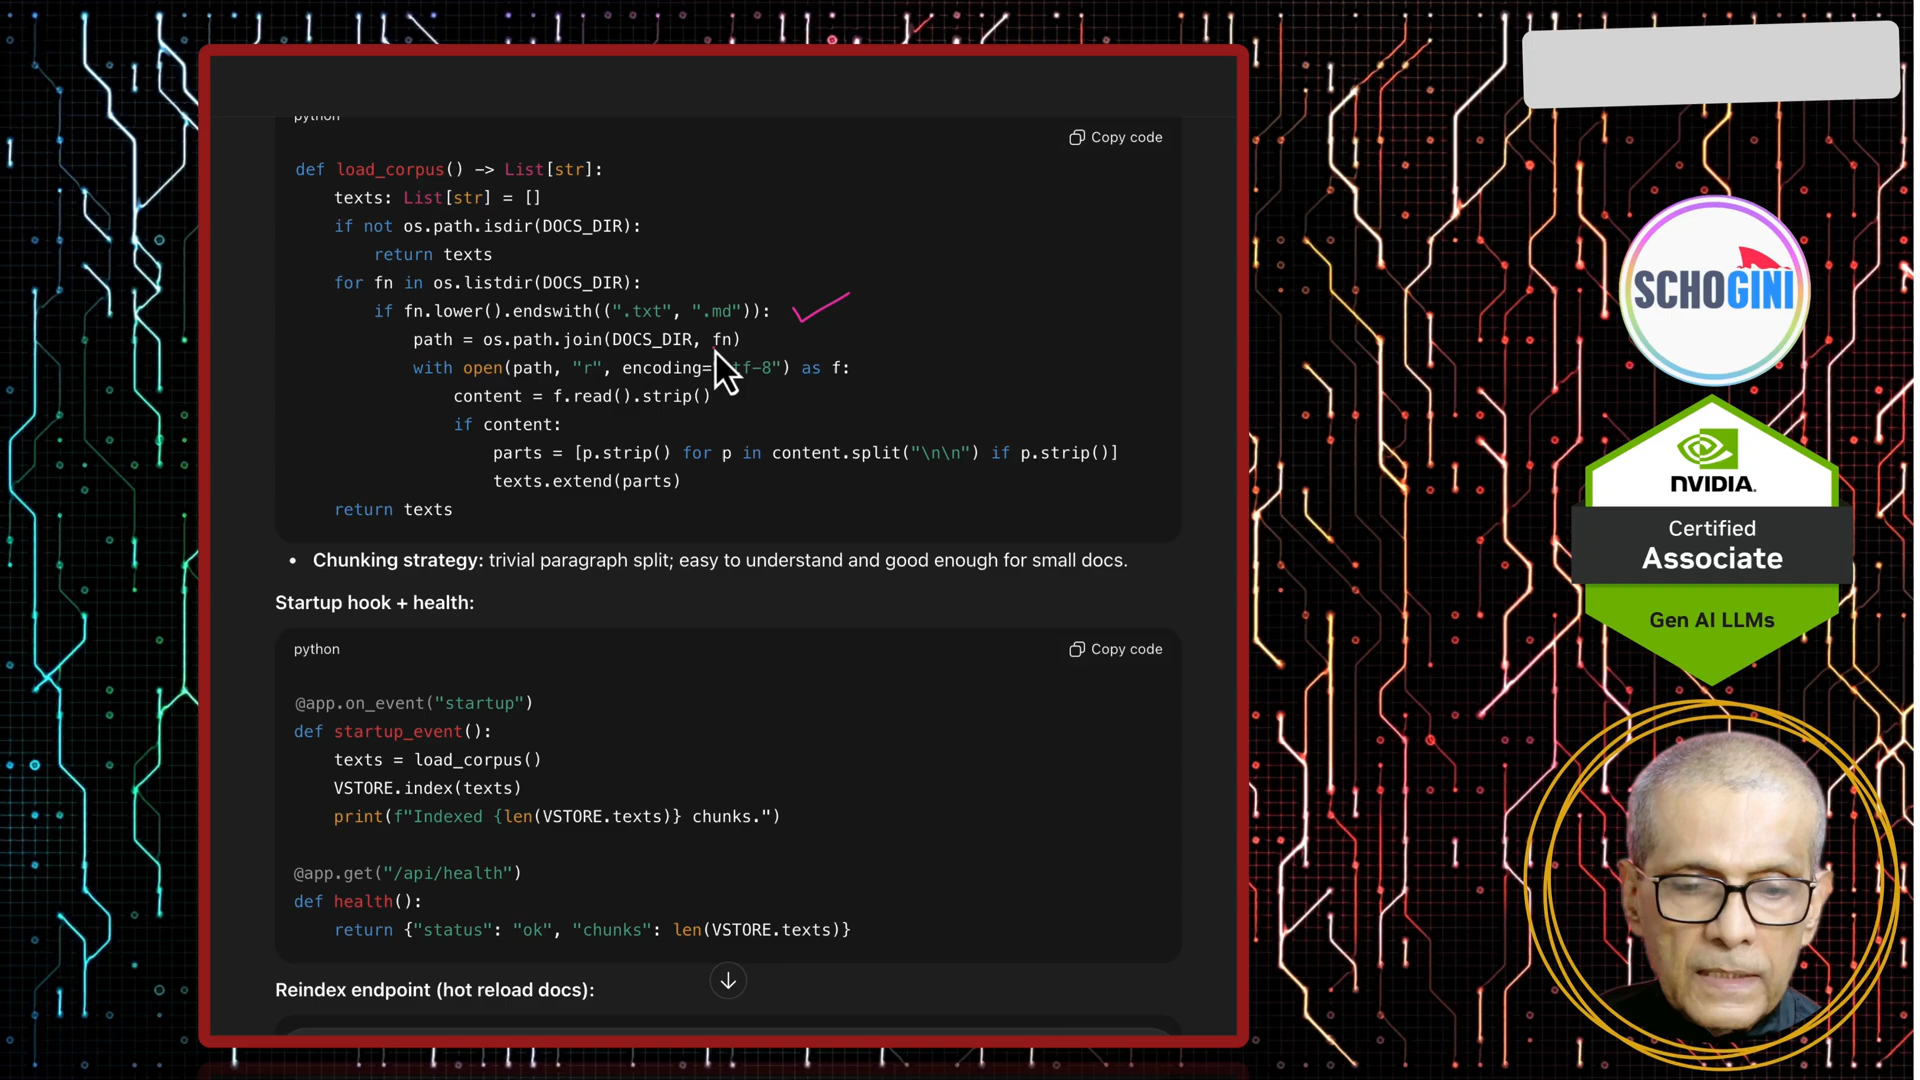 python
Copy code
def load_corpus() -> List[str]:
texts: List[str] = []
if not os.path.isdir(DOCS_DIR):
return texts
for fn in os.listdir(DOCS_DIR):
if fn.lower().endswith((".txt", ".md")):
path = os.path.join(DOCS_DIR, fn)
with open(path, "r", encoding= tf-8") as f:
content = f.read().strip()
if content:
parts = [p.strip() for p in content.split("\n\n") if p.strip()]
texts.extend(parts)
return texts
• Chunking strategy: trivial paragraph split; easy to understand and good enough for small docs.
Startup hook + health:
python
Copy code
@app.on_event("startup")
def startup_event():
texts = load_corpus()
VSTORE.index(texts)
print(f"Indexed {len(VSTORE.texts)} chunks.")
@app.get("/api/health")
def health():
return {"status": "ok", "chunks": len(VSTORE.texts)}
Reindex endpoint (hot reload docs):
SCHOGINI
NVIDIA.
Certified
Associate
Gen AI LLMs